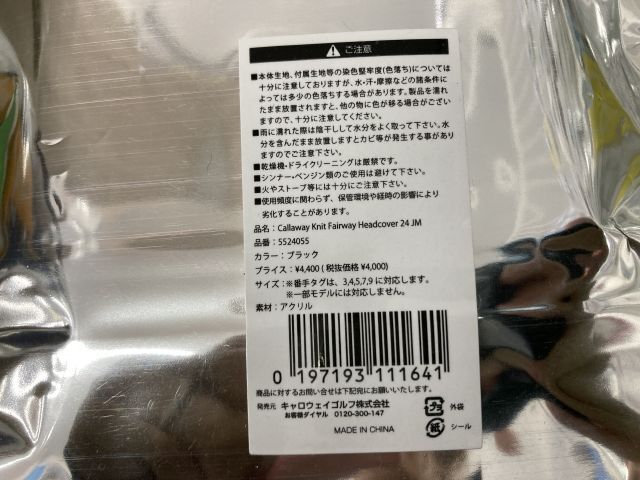 ご注意
■本体生地、付属生地等の染色堅牢度(色落ち)については
十分に注意しておりますが、水・汗・摩擦などの諸条件に
よっては多少の色落ちする場合があります。製品を濡れ
たまま放置されますと、他の物に色が移る場合がござい
ますので、十分に注意してください。
■雨に濡れた際は陰干しして水分をよく取って下さい。水
分を含んだまま放置しますとカビ等が発生する事があり
ますのでご注意下さい。
■乾燥機・ドライクリーニングは厳禁です。
■シンナー・ベンジン類のご使用は避けて下さい。
■火やストーブ等には十分にご注意下さい。
■使用頻度に関わらず、保管環境や経時の影響により
劣化することがあります。
品名:Callaway Knit Fairway Headcover 24 JM
品番:5524055
カラー:ブラック
プライス:¥4,400 ( 税抜価格 ¥4,000)
サイズ:※番手タグは、3,4,5,7,9 に対応します。
※一部モデルには対応しません。
素材:アクリル
0 197193 111641
商品に対するお問い合せは下記宛にお願いいたします。
発売元 キャロウェイゴルフ株式会社
お客様ダイヤル 0120-300-147
MADE IN CHINA
プラ 外袋
紙 シール